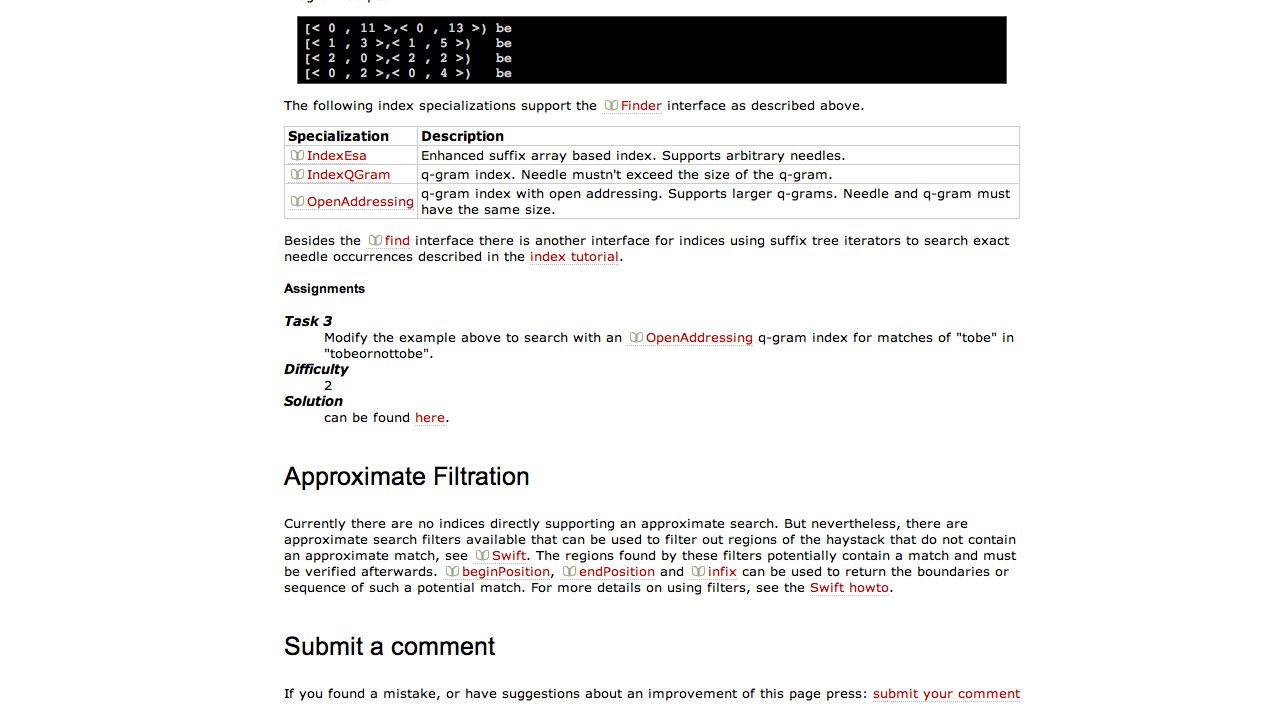 [< 0 , 11 >,< 0 , 13 >) be
[< 1 , 3 >,< 1 , 5 >)   be
[< 2 , 0 >,< 2 , 2 >)   be
[< 0 , 2 >,< 0 , 4 >)   be
The following index specializations support the Finder interface as described above.
Specialization Description
IndexEsa Enhanced suffix array based index. Supports arbitrary needles.
IndexQGram q-gram index. Needle mustn't exceed the size of the q-gram.
OpenAddressing q-gram index with open addressing. Supports larger q-grams. Needle and q-gram must
have the same size.
Besides the find interface there is another interface for indices using suffix tree iterators to search exact
needle occurrences described in the index tutorial.
Assignments
Task 3
Modify the example above to search with an OpenAddressing q-gram index for matches of "tobe" in
"tobeornottobe".
Difficulty
2
Solution
can be found here.
Approximate Filtration
Currently there are no indices directly supporting an approximate search. But nevertheless, there are
approximate search filters available that can be used to filter out regions of the haystack that do not contain
an approximate match, see Swift. The regions found by these filters potentially contain a match and must
be verified afterwards. beginPosition, endPosition and infix can be used to return the boundaries or
sequence of such a potential match. For more details on using filters, see the Swift howto.
Submit a comment
If you found a mistake, or have suggestions about an improvement of this page press: submit your comment